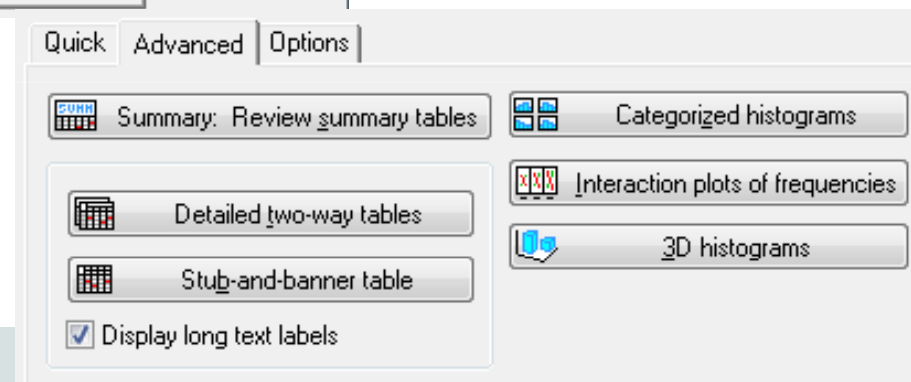 Quick Advanced Options
Summary: Review summary tables
Categorized histograms
Interaction plots of frequencies
Detailed two-way tables
3D histograms
Stub-and-banner table
Display long text labels